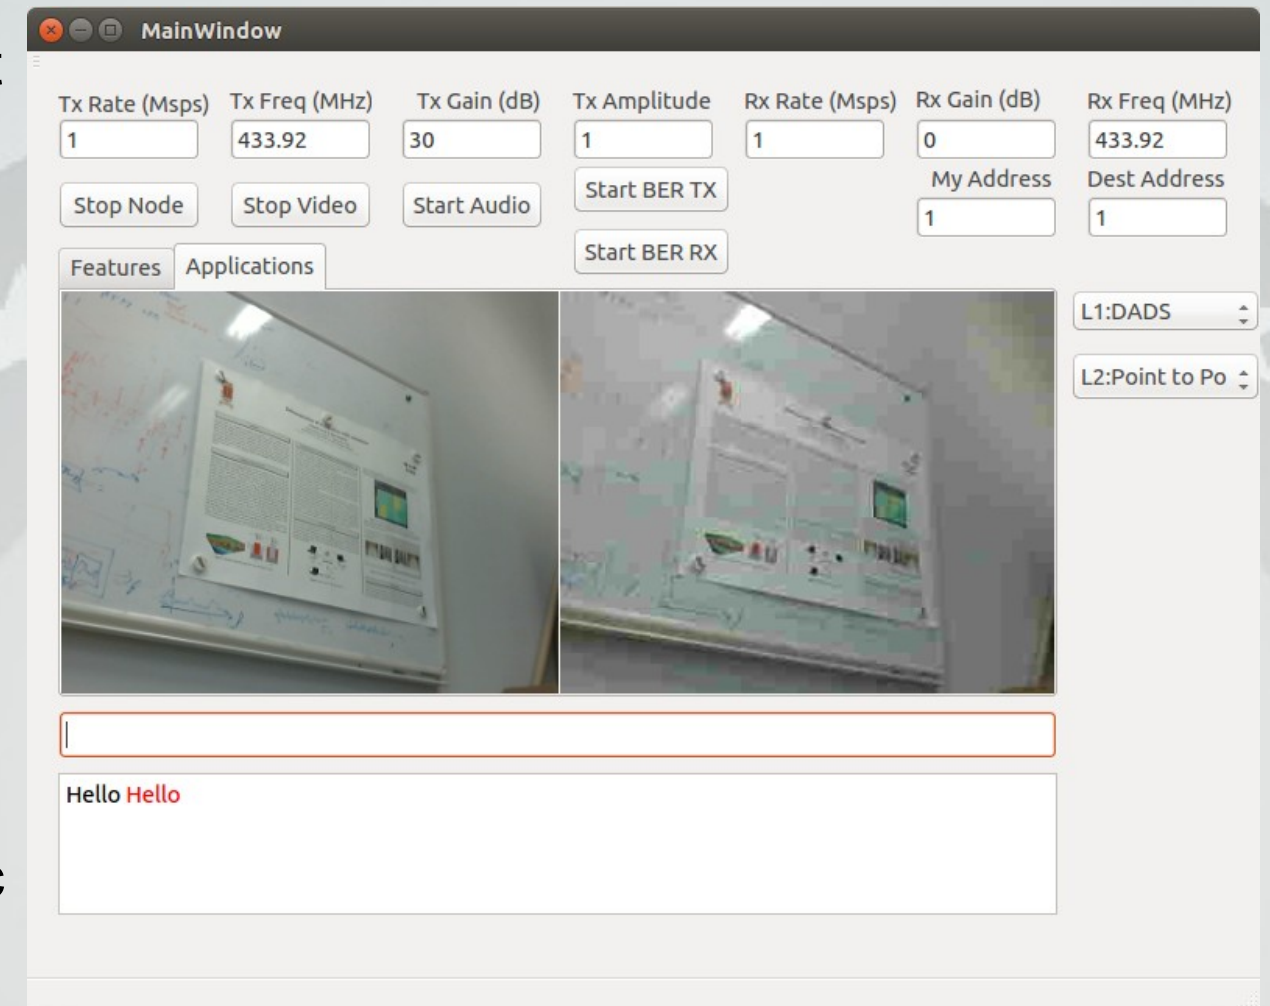 MainWindow
Tx Rate (Msps) Tx Freq (MHz) Tx Gain (dB) Tx Amplitude Rx Rate (Msps) Rx Gain (dB) Rx Freq (MHz)
1 433.92 30 1 1 0 433.92
My Address Dest Address
Stop Node Stop Video Start Audio Start BER TX
1 1
Start BER RX
Features Applications
L1:DADS
L2:Point to Po
Hello Hello